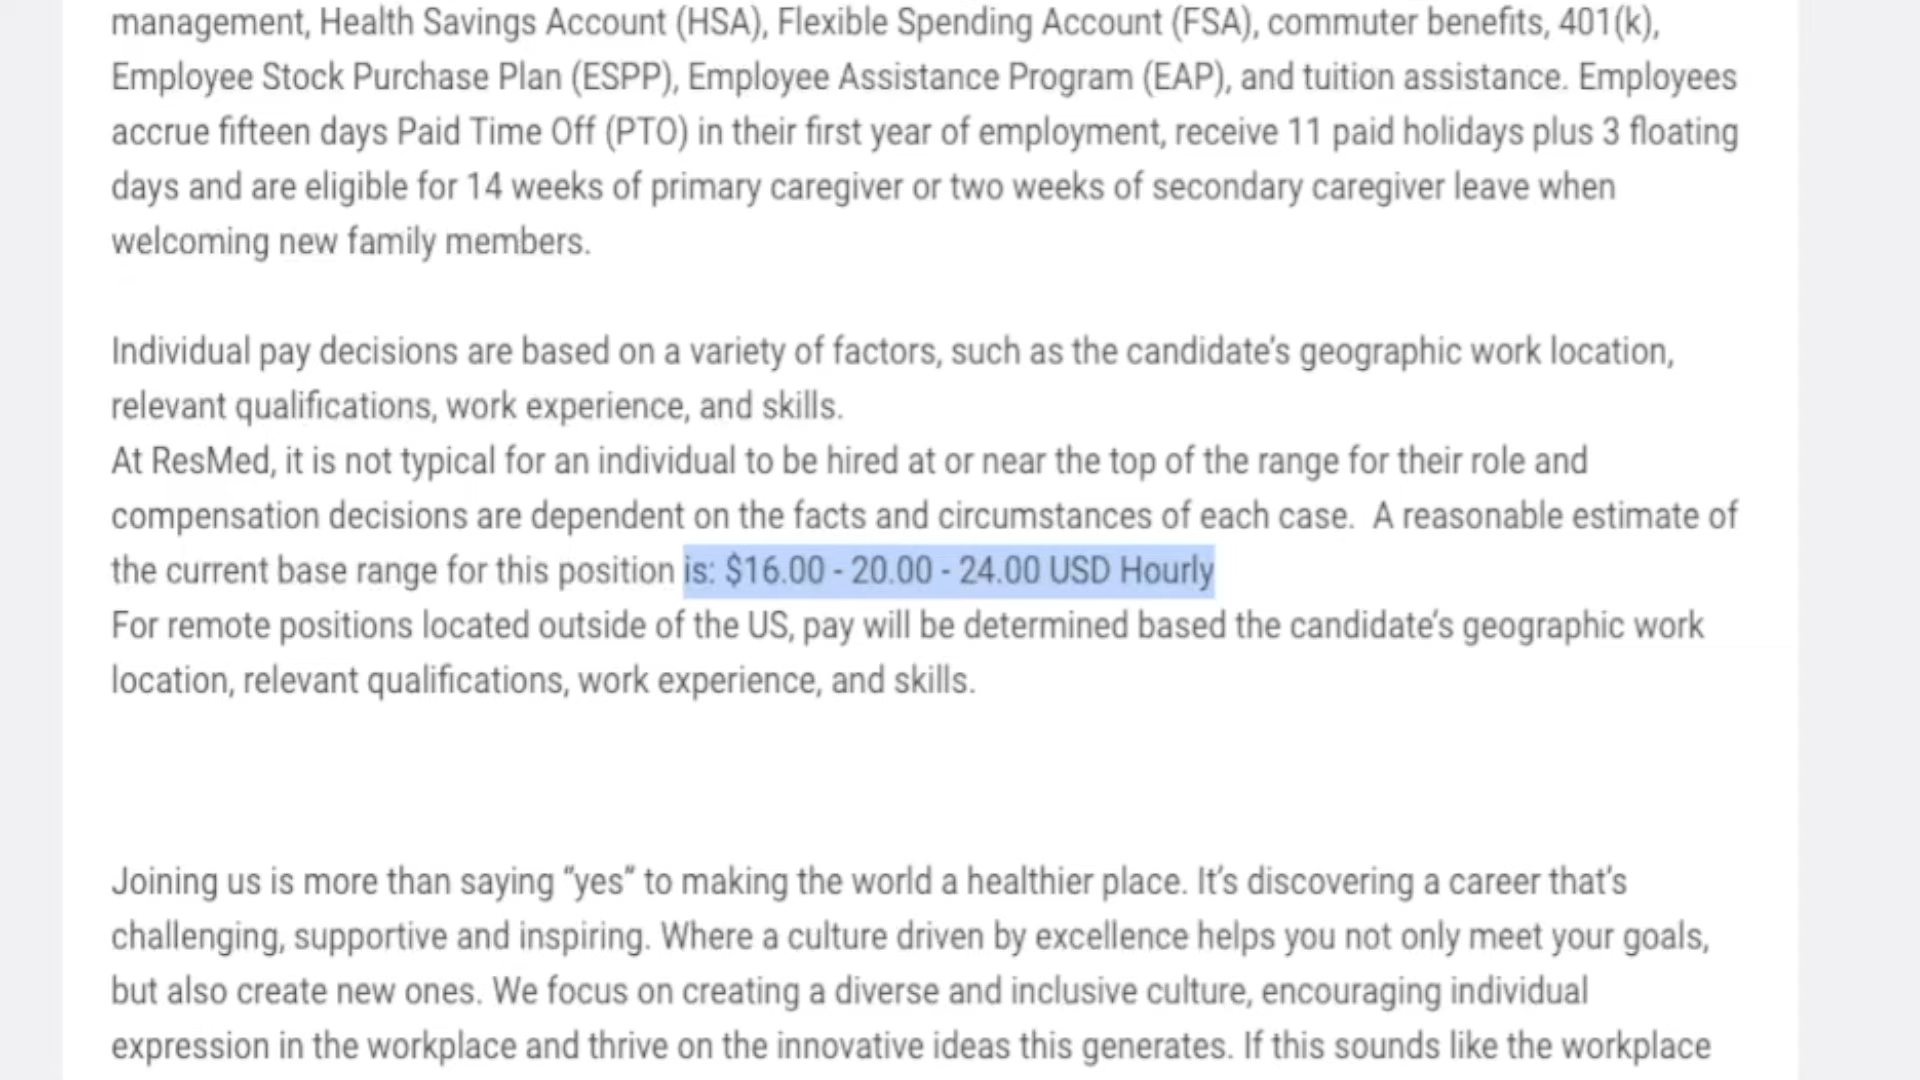 management, Health Savings Account (HSA), Flexible Spending Account (FSA), commuter benefits, 401(k),
Employee Stock Purchase Plan (ESPP), Employee Assistance Program (EAP), and tuition assistance. Employees
accrue fifteen days Paid Time Off (PTO) in their first year of employment, receive 11 paid holidays plus 3 floating
days and are eligible for 14 weeks of primary caregiver or two weeks of secondary caregiver leave when
welcoming new family members.
Individual pay decisions are based on a variety of factors, such as the candidate’s geographic work location,
relevant qualifications, work experience, and skills.
At ResMed, it is not typical for an individual to be hired at or near the top of the range for their role and
compensation decisions are dependent on the facts and circumstances of each case.  A reasonable estimate of
the current base range for this position is: $16.00 - 20.00 - 24.00 USD Hourly
For remote positions located outside of the US, pay will be determined based the candidate’s geographic work
location, relevant qualifications, work experience, and skills.
Joining us is more than saying “yes” to making the world a healthier place. It’s discovering a career that’s
challenging, supportive and inspiring. Where a culture driven by excellence helps you not only meet your goals,
but also create new ones. We focus on creating a diverse and inclusive culture, encouraging individual
expression in the workplace and thrive on the innovative ideas this generates. If this sounds like the workplace